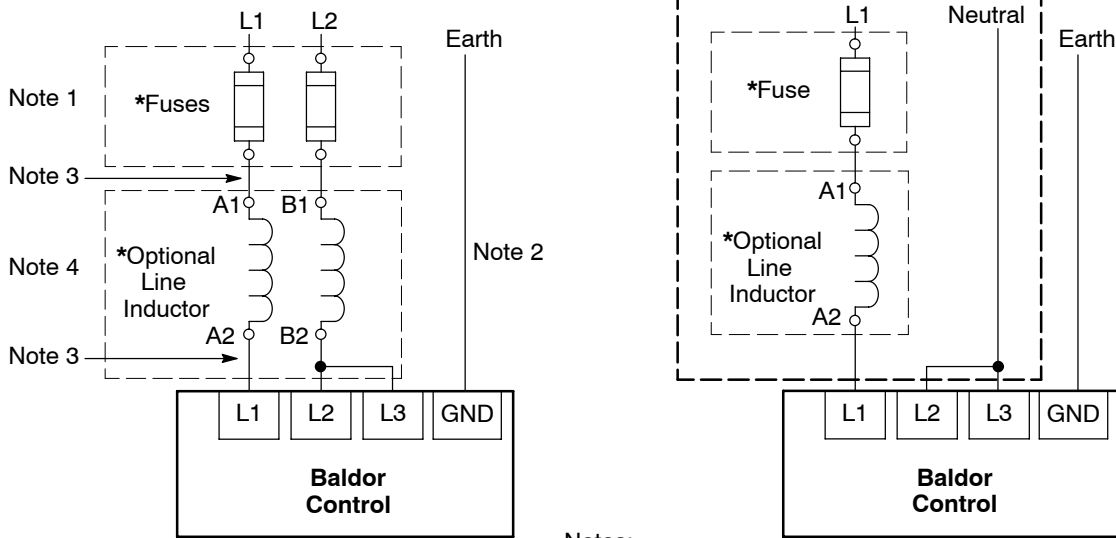 L1
L2
Earth
Note 1
*Fuses
Note 3
A1
B1
Note 4
*Optional
Line
Inductor
Note 2
A2
B2
Note 3
L1
L2
L3
GND
Baldor
Control
L1
Neutral
Earth
*Fuse
A1
*Optional
Line
Inductor
A2
L1
L2
L3
GND
Baldor
Control